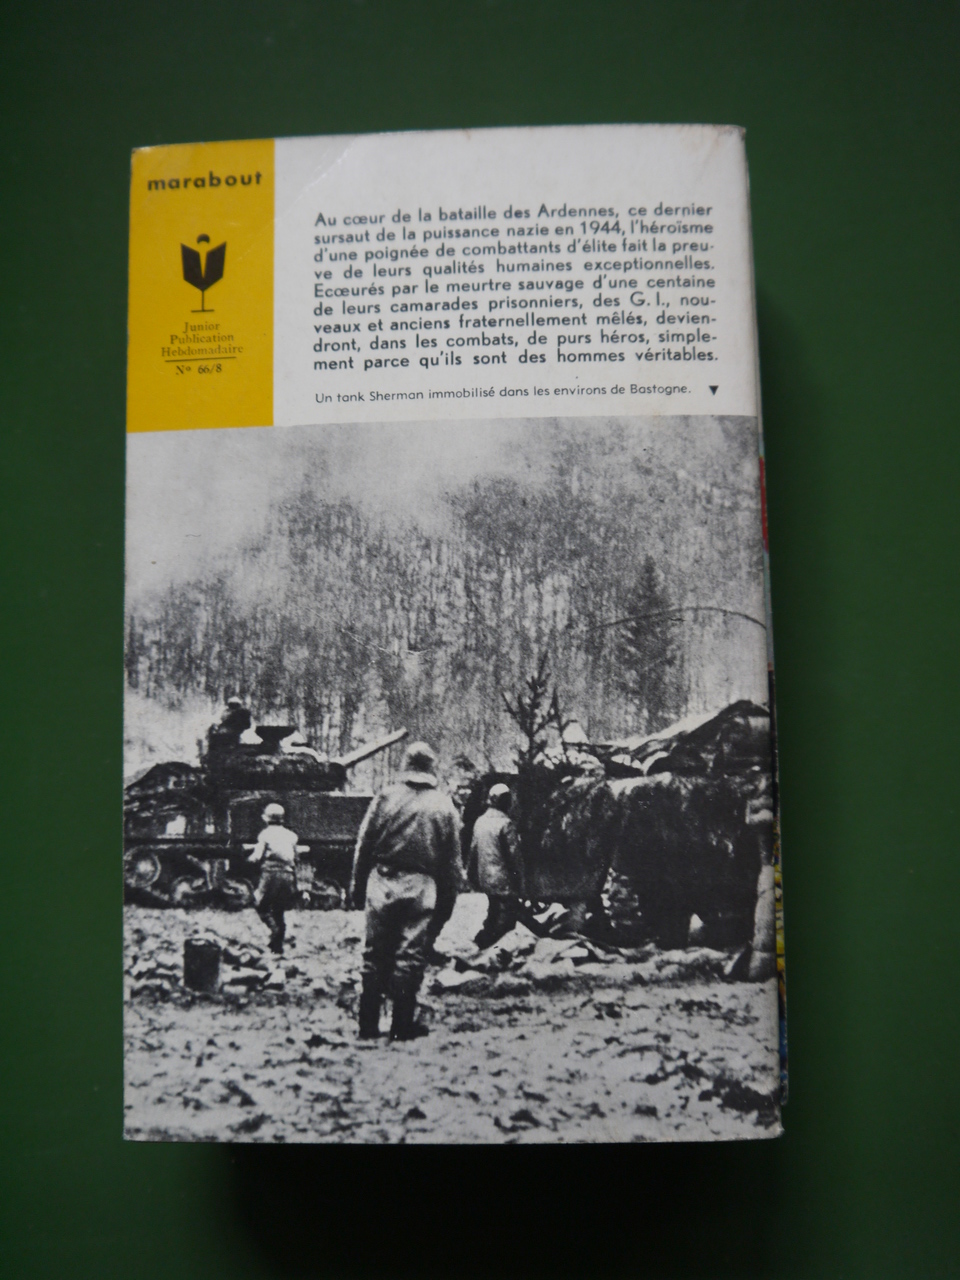 marabout
Junior
Publication
Hebdomadaire
Nº 66/8
Au cœur de la bataille des Ardennes, ce dernier
sursaut de la puissance nazie en 1944, l'héroïsme
d'une poignée de combattants d'élite fait la preu-
ve de leurs qualités humaines exceptionnelles.
Ecœurés par le meurtre sauvage d'une centaine
de leurs camarades prisonniers, des G. I., nou-
veaux et anciens fraternellement mêlés, devien-
dront, dans les combats, de purs héros, simple-
ment parce qu'ils sont des hommes véritables.
Un tank Sherman immobilisé dans les environs de Bastogne. ▼